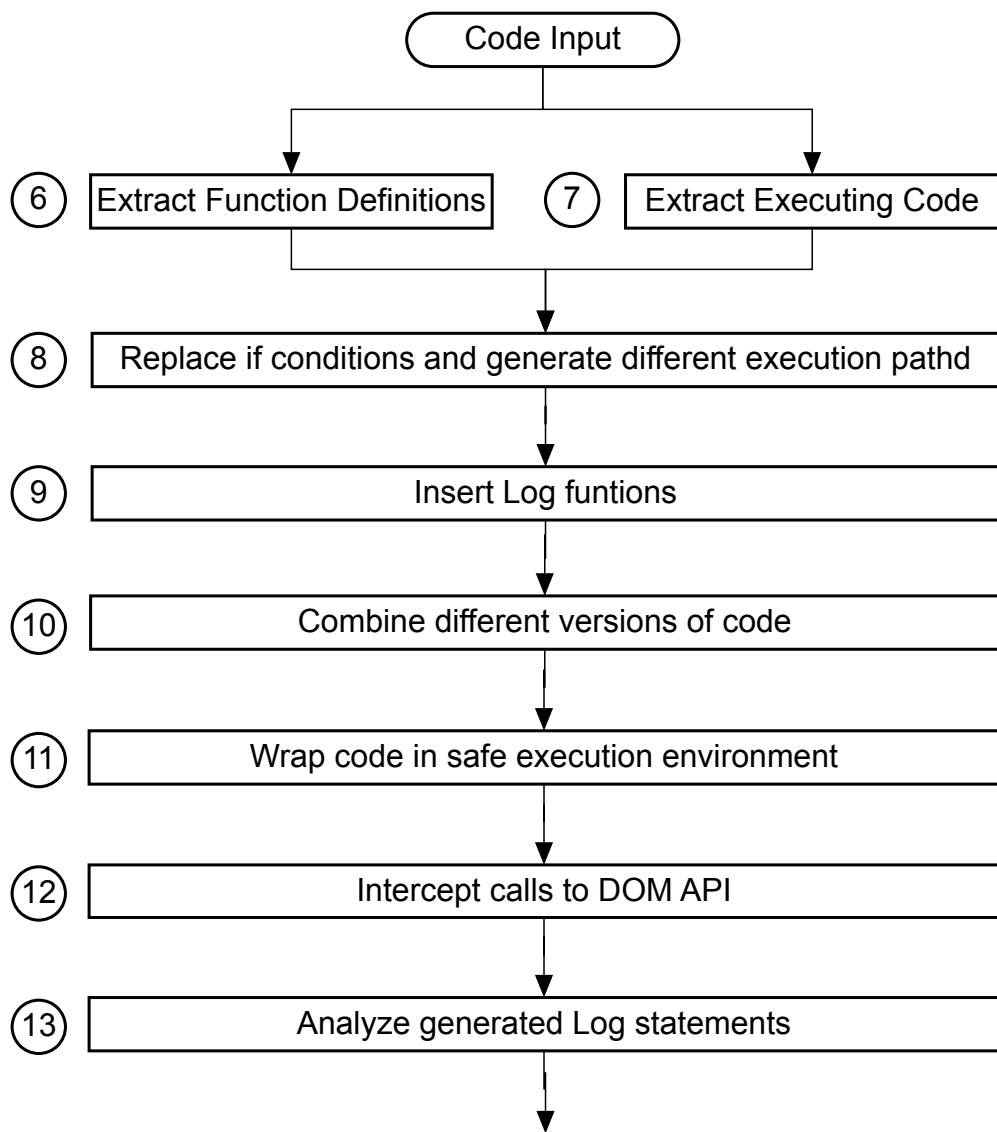 Code Input
6 Extract Function Definitions 7 Extract Executing Code
8 Replace if conditions and generate different execution pathd
9 Insert Log funtions
10 Combine different versions of code
11 Wrap code in safe execution environment
12 Intercept calls to DOM API
13 Analyze generated Log statements